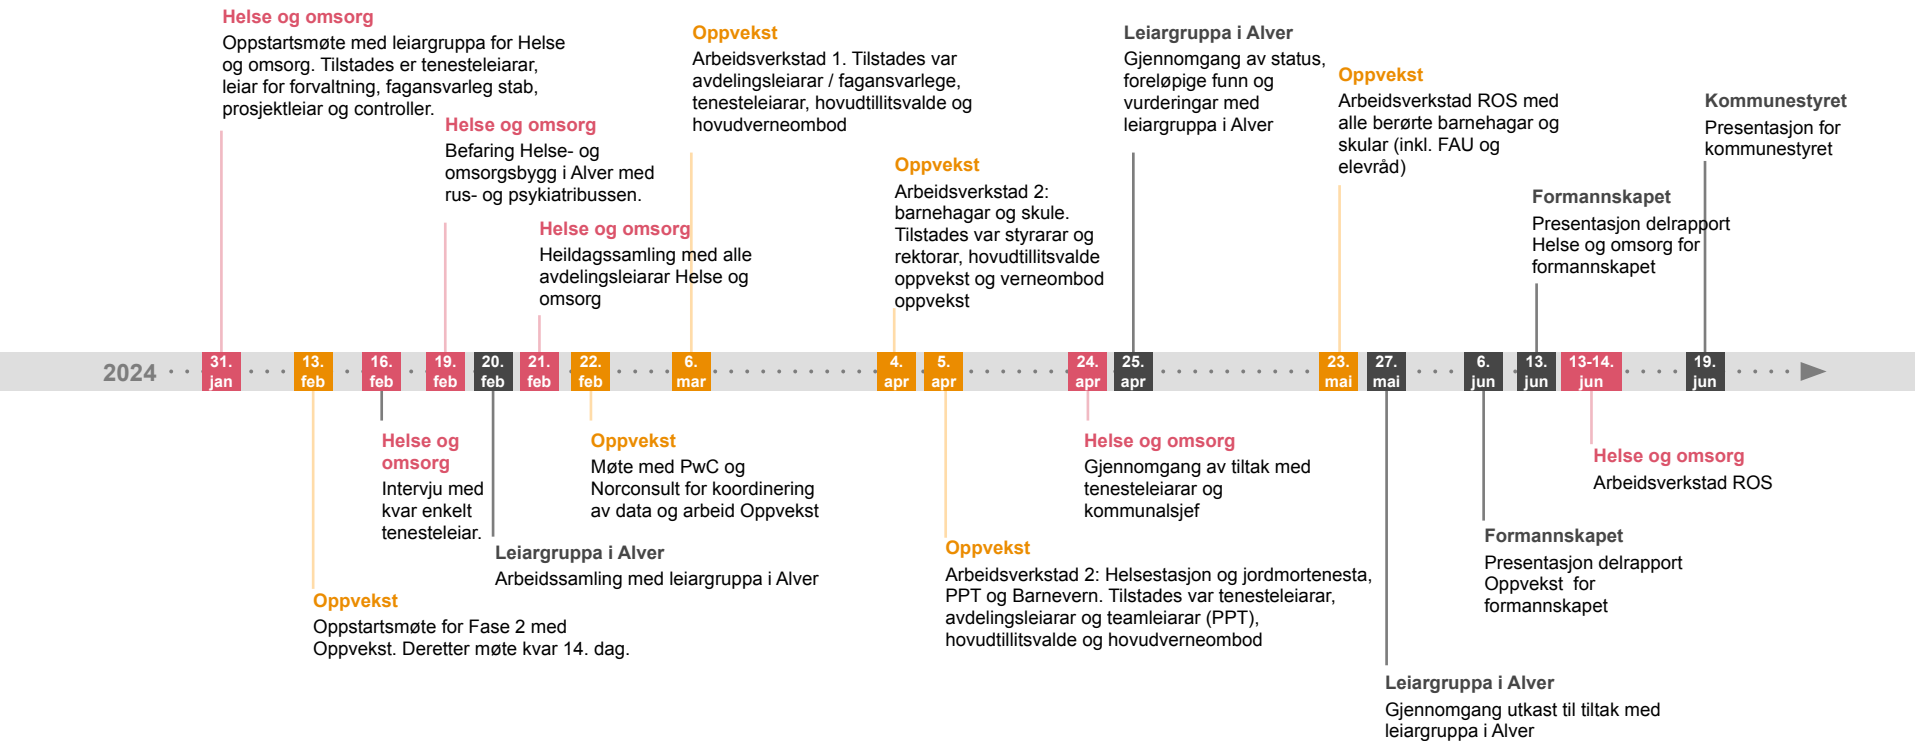 Helse og omsorg
Oppstartsmøte med leiargruppa for Helse
og omsorg. Tilstades er tenesteleiarar,
leiar for forvaltning, fagansvarleg stab,
prosjektleiar og controller.
Helse og omsorg
Befaring Helse- og
omsorgsbygg i Alver med
rus- og psykiatribussen.
Helse og omsorg
Heildagssamling med alle
avdelingsleiarar Helse og
omsorg
Oppvekst
Arbeidsverkstad 1. Tilstades var
avdelingsleiarar / fagansvarlege,
tenesteleiarar, hovudtillitsvalde og
hovudverneombod
Oppvekst
Arbeidsverkstad 2:
barnehagar og skule.
Tilstades var styrarar og
rektorar, hovudtillitsvalde
oppvekst og verneombod
oppvekst
Leiargruppa i Alver
Gjennomgang av status,
foreløpige funn og
vurderingar med
leiargruppa i Alver
Oppvekst
Arbeidsverkstad ROS med
alle berørte barnehagar og
skular (inkl. FAU og
elevråd)
Formannskapet
Presentasjon delrapport
Helse og omsorg for
formannskapet
Kommunestyret
Presentasjon for
kommunestyret
2024
31.
jan
13.
feb
16.
feb
19.
feb
20.
feb
21.
feb
22.
feb
6.
mar
4.
apr
5.
apr
24.
apr
25.
apr
23.
mai
27.
mai
6.
jun
13.
jun
13-14.
jun
19.
jun
Oppvekst
Oppstartsmøte for Fase 2 med
Oppvekst. Deretter møte kvar 14. dag.
Helse og
omsorg
Intervju med
kvar enkelt
tenesteleiar.
Leiargruppa i Alver
Arbeidssamling med leiargruppa i Alver
Oppvekst
Møte med PwC og
Norconsult for koordinering
av data og arbeid Oppvekst
Oppvekst
Arbeidsverkstad 2: Helsestasjon og jordmortenesta,
PPT og Barnevern. Tilstades var tenesteleiarar,
avdelingsleiarar og teamleiarar (PPT),
hovudtillitsvalde og hovudverneombod
Helse og omsorg
Gjennomgang av tiltak med
tenesteleiarar og
kommunalsjef
Leiargruppa i Alver
Gjennomgang utkast til tiltak med
leiargruppa i Alver
Formannskapet
Presentasjon delrapport
Oppvekst for
formannskapet
Helse og omsorg
Arbeidsverkstad ROS